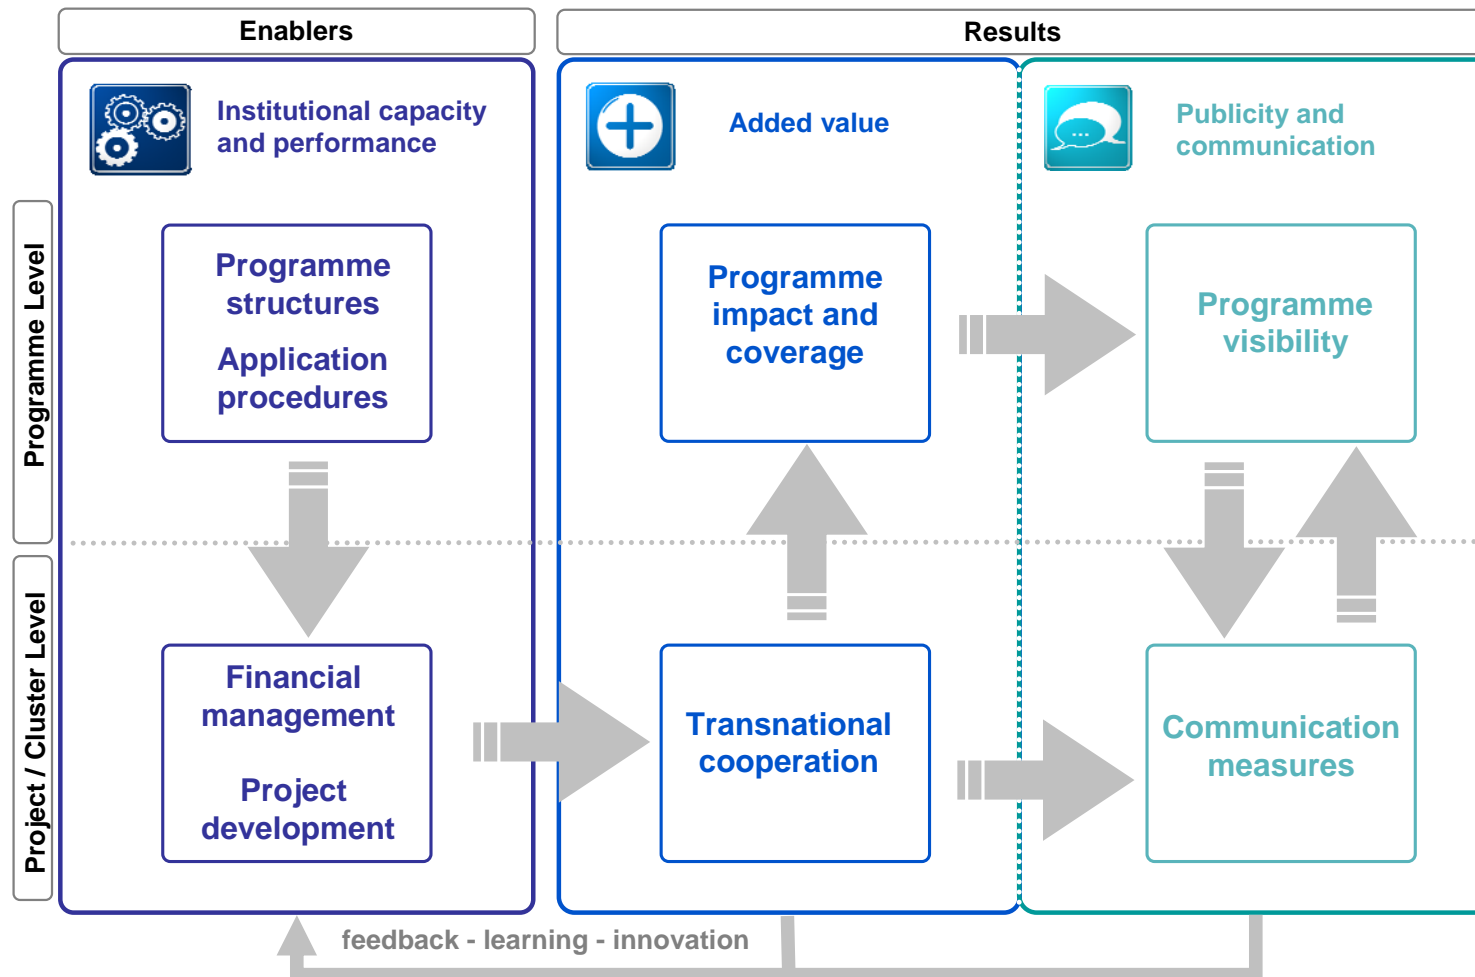 Enablers
Results
Institutional capacity
and performance
Added value
Publicity and
communication
Programme Level
Programme
structures
Application
procedures
Programme
impact and
coverage
Programme
visibility
Project / Cluster Level
Financial
management
Project
development
Transnational
cooperation
Communication
measures
feedback - learning - innovation